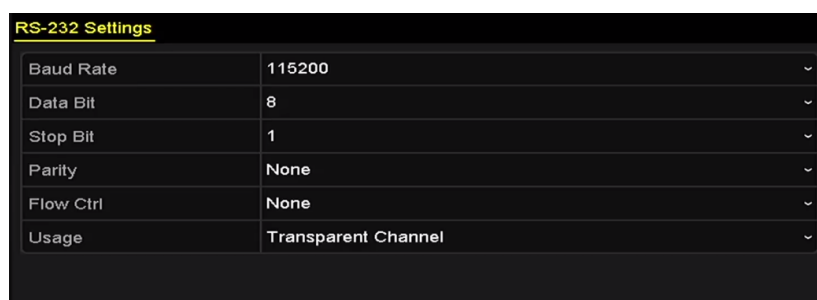 RS-232 Settings
Baud Rate 115200
Data Bit 8
Stop Bit 1
Parity None
Flow Ctrl None
Usage Transparent Channel